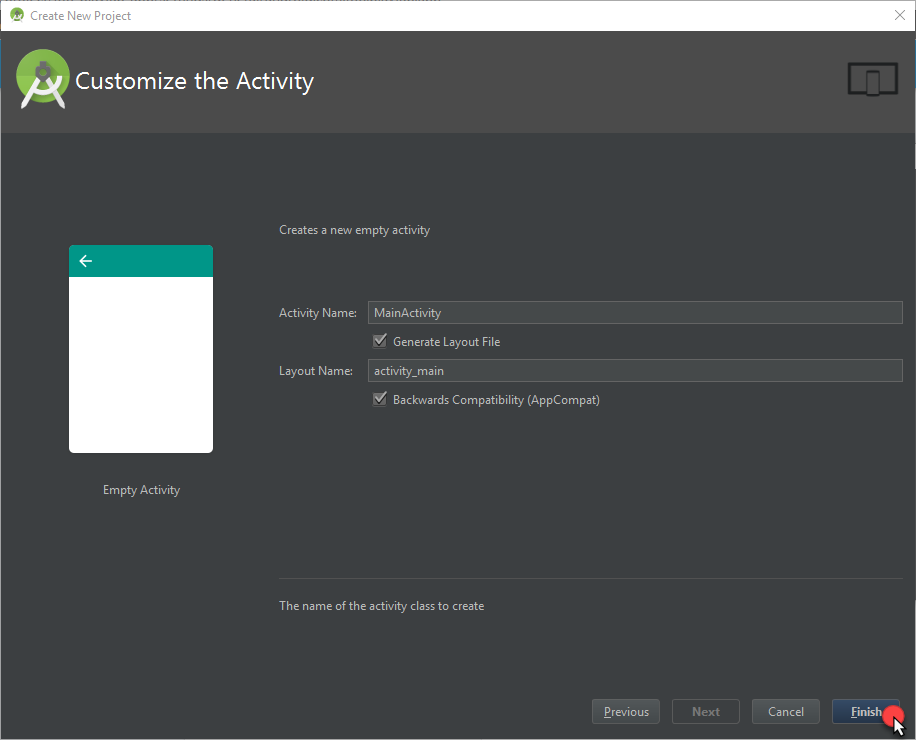 Create New Project
Customize the Activity
Creates a new empty activity
Activity Name: MainActivity
Generate Layout File
Layout Name: activity_main
Backwards Compatibility (AppCompat)
Empty Activity
The name of the activity class to create
Previous Next Cancel Finish